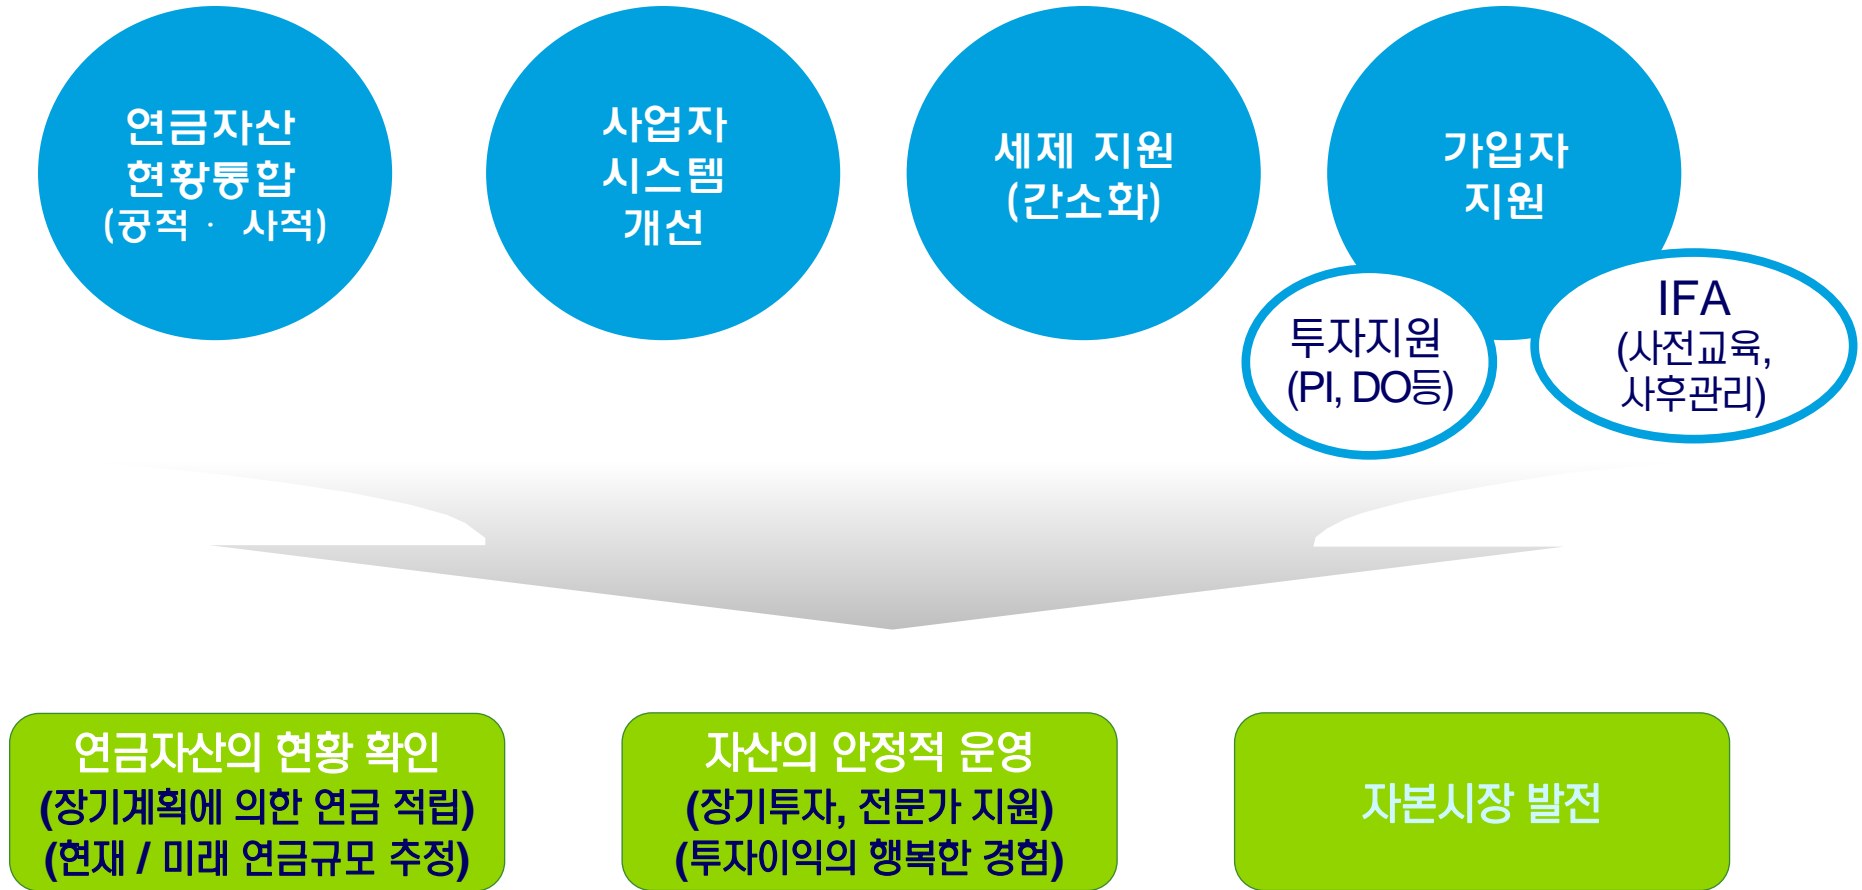 연금자산
현황통합
(공적 · 사적)
사업자
시스템
개선
세제 지원
(간소화)
가입자
지원
투자지원
(PI, DO등)
IFA
(사전교육,
사후관리)
연금자산의 현황 확인
(장기계획에 의한 연금 적립)
(현재 / 미래 연금규모 추정)
자산의 안정적 운영
(장기투자, 전문가 지원)
(투자이익의 행복한 경험)
자본시장 발전